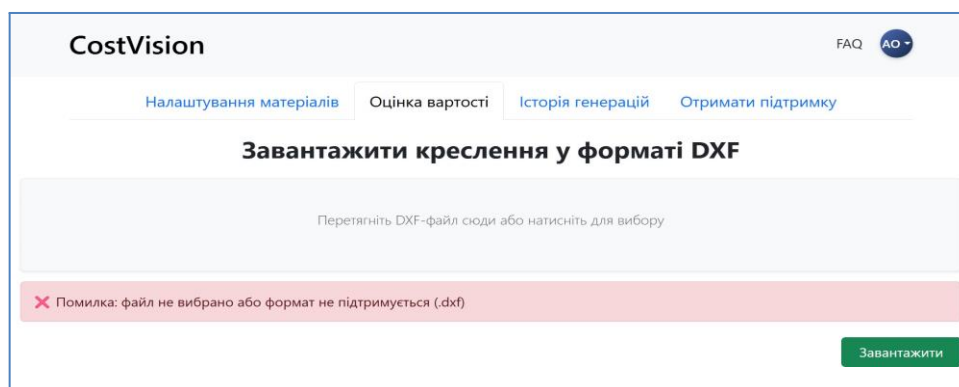 CostVision
FAQ
АО
Налаштування матеріалів Оцінка вартості Історія генерацій Отримати підтримку
Завантажити креслення у форматі DXF
Перетягніть DXF-файл сюди або натисніть для вибору
Помилка: файл не вибрано або формат не підтримується (.dxf)
Завантажити